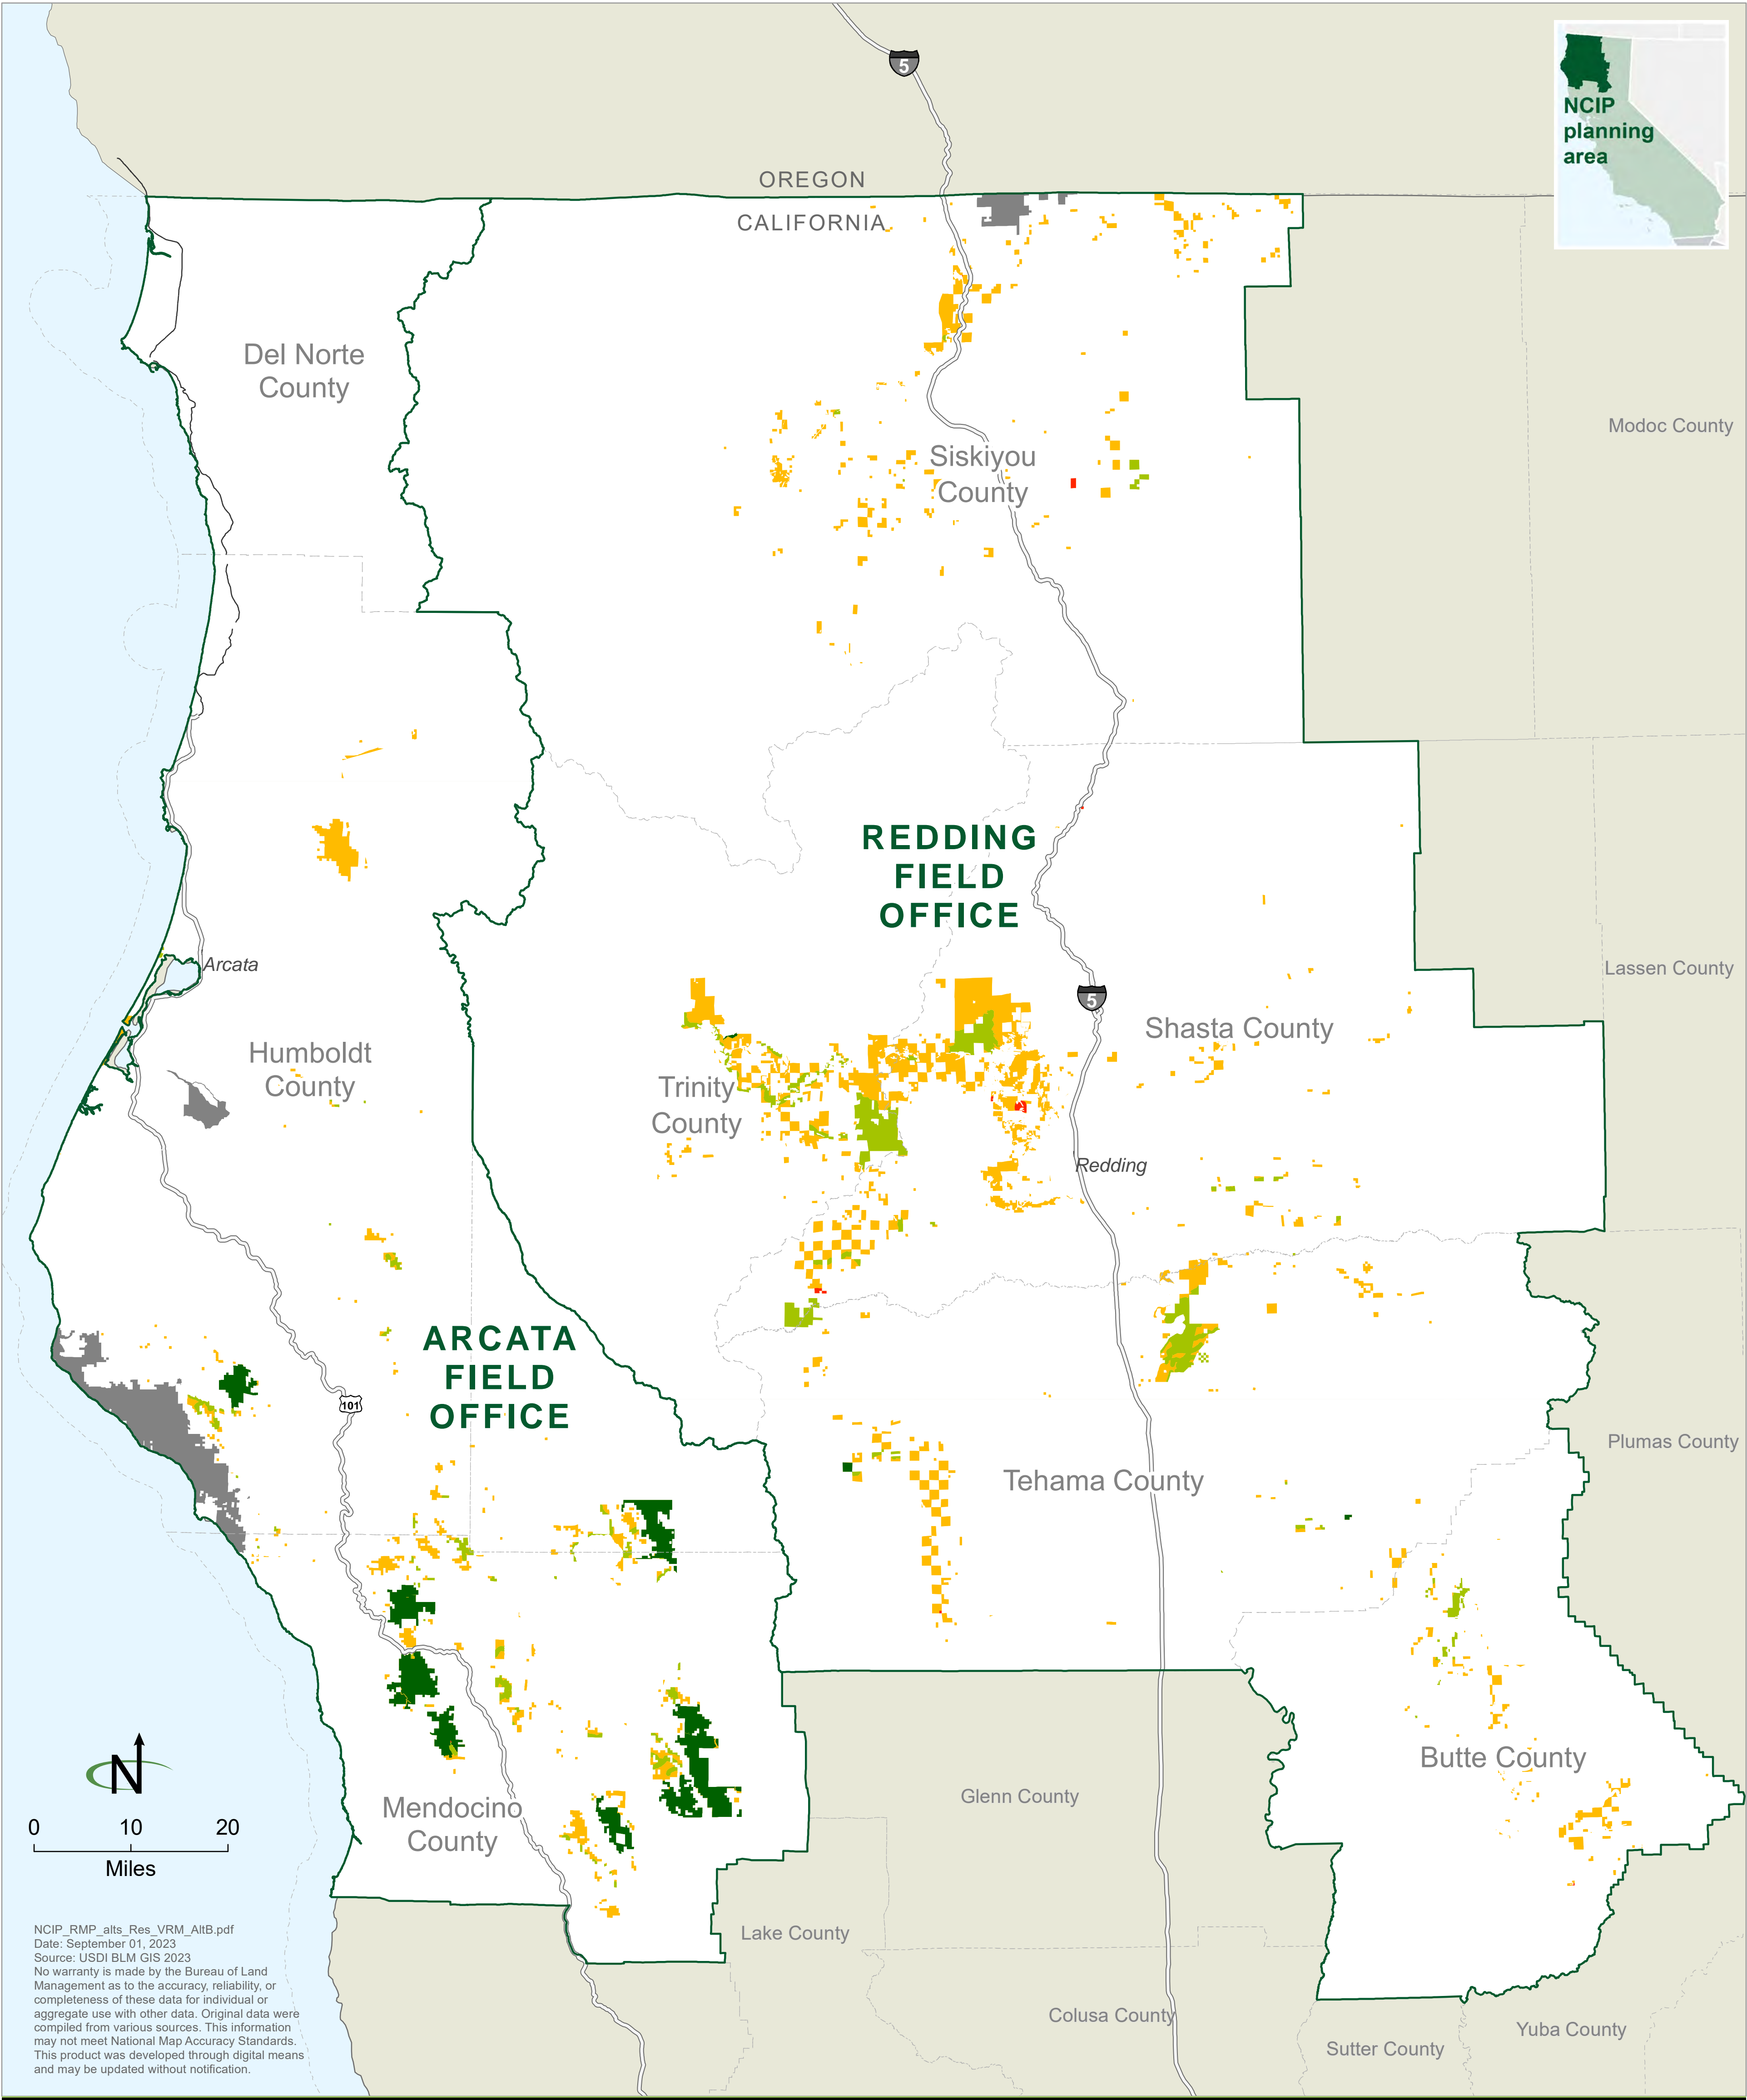 5
NCIP
planning
area
OREGON
CALIFORNIA
Del Norte
County
Siskiyou
County
Modoc County
REDDING
FIELD
OFFICE
Arcata
Lassen County
5
Shasta County
Humboldt
County
Trinity
County
Redding
ARCATA
FIELD
OFFICE
101
Plumas County
Tehama County
N
Butte County
Glenn County
Mendocino
County
0 10 20
Miles
Lake County
Colusa County
Yuba County
Sutter County
NCIP_RMP_alts_Res_VRM_AltB.pdf
Date: September 01, 2023
Source: USDI BLM GIS 2023
No warranty is made by the Bureau of Land
Management as to the accuracy, reliability, or
completeness of these data for individual or
aggregate use with other data. Original data were
compiled from various sources. This information
may not meet National Map Accuracy Standards.
This product was developed through digital means
and may be updated without notification.